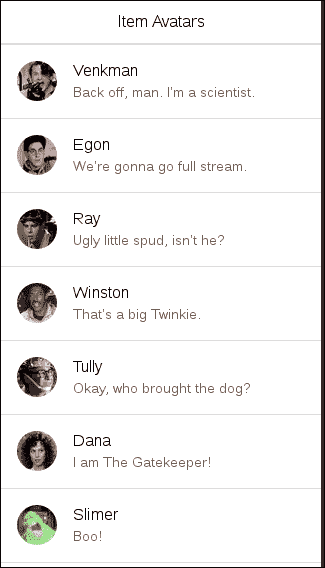 Item Avatars
Venkman
Back off, man. I'm a scientist.
Egon
We're gonna go full stream.
Ray
Ugly little spud, isn't he?
Winston
That's a big Twinkie.
Tully
Okay, who brought the dog?
Dana
I am The Gatekeeper!
Slimer
Boo!